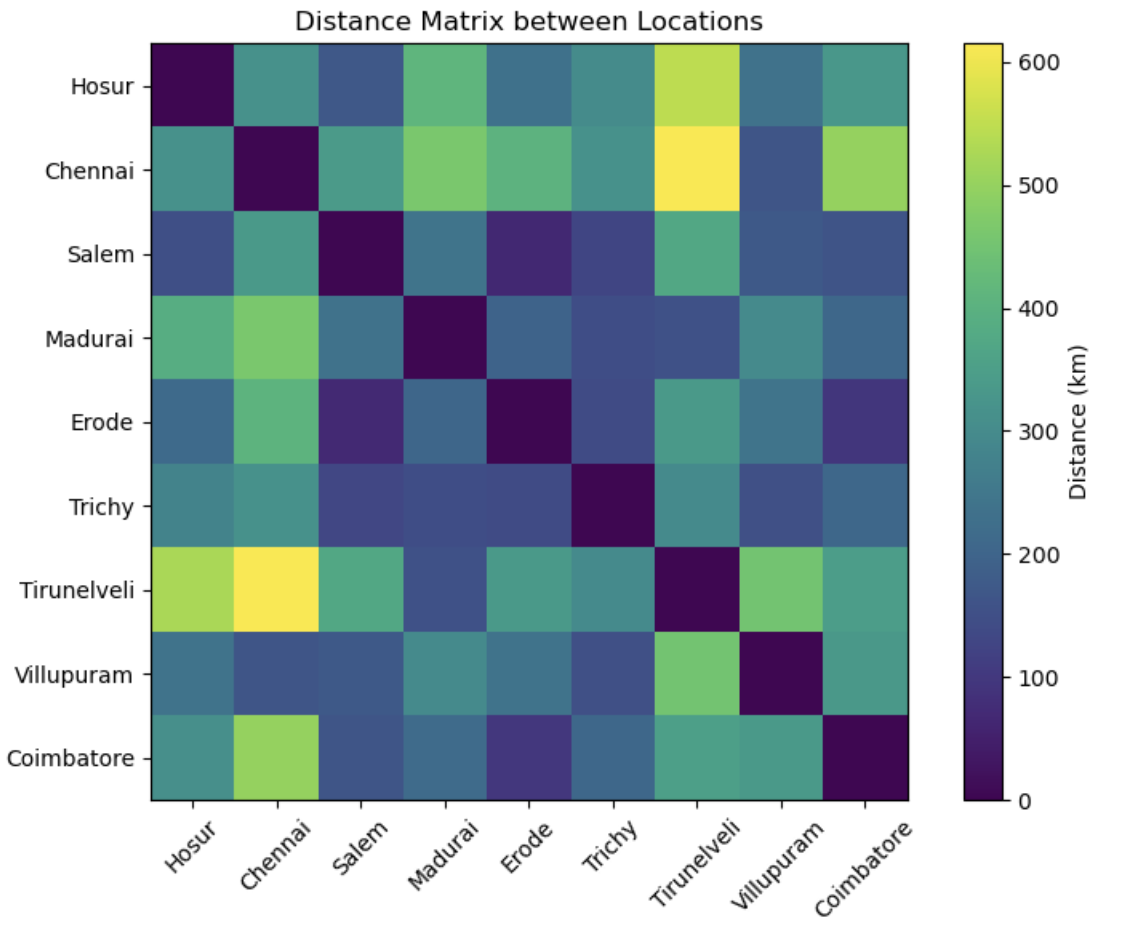 Distance Matrix between Locations
Hosur
Chennai
Salem
Madurai
Erode
Trichy
Tirunelveli
Villupuram
Coimbatore
Hosur
Chennai
Salem
Madurai
Erode
Trichy
Tirunelveli
Villupuram
Coimbatore
600
500
400
300
200
100
0
Distance (km)